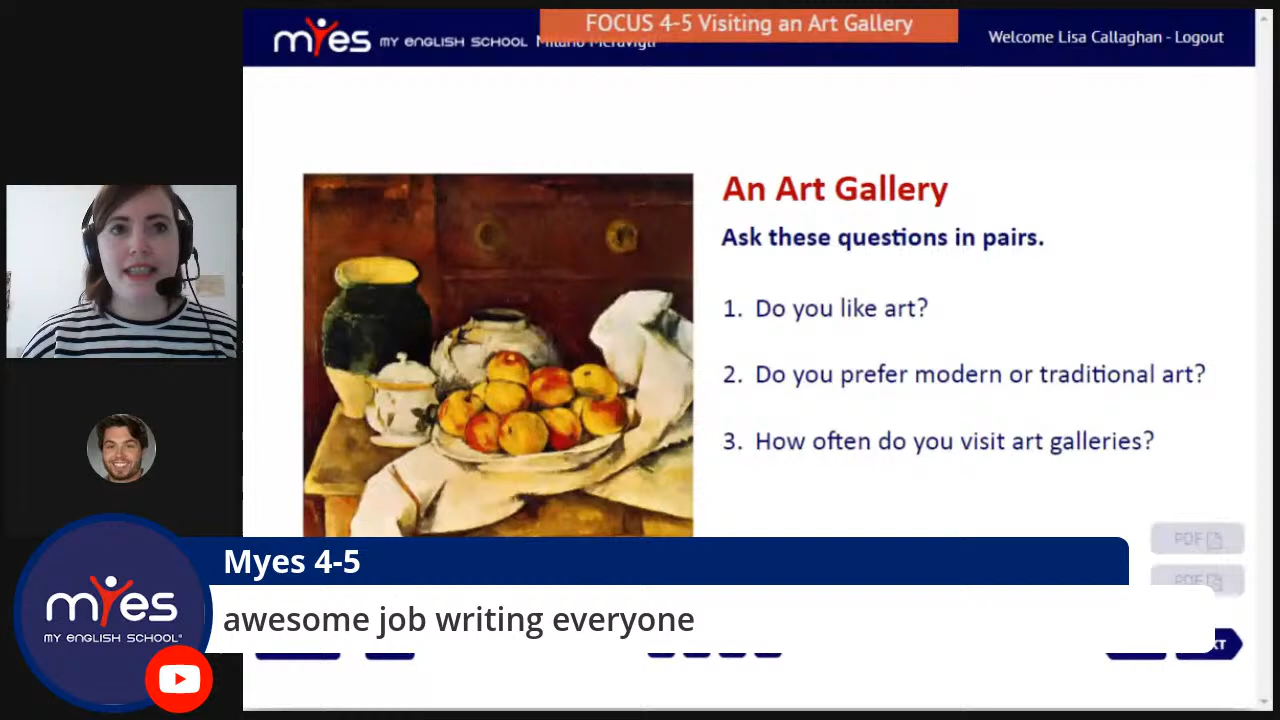 FOCUS 4-5 Visiting an Art Gallery
myes MY ENGLISH SCHOOL Milano Meravigli
Welcome Lisa Callaghan - Logout
An Art Gallery
Ask these questions in pairs.
1. Do you like art?
2. Do you prefer modern or traditional art?
3. How often do you visit art galleries?
PDF
PDF
Myes 4-5
awesome job writing everyone
myes
MY ENGLISH SCHOOL®